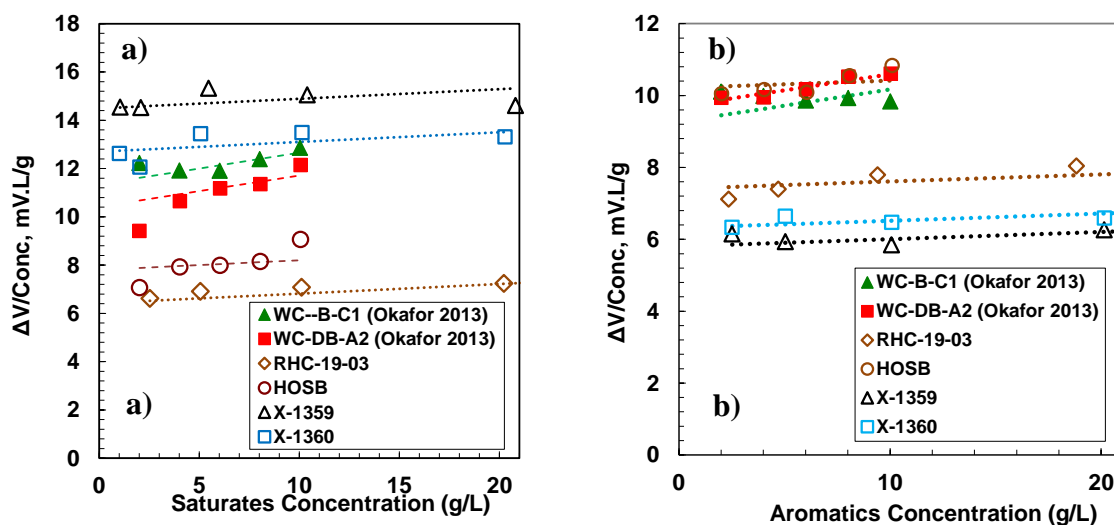 18
16
14
12
10
8
6
4
2
0
ΔV/Conc, mV.L/g
a)
a)
WC--B-C1 (Okafor 2013)
WC-DB-A2 (Okafor 2013)
RHC-19-03
HOSB
X-1359
X-1360
0 5 10 15 20
Saturates Concentration (g/L)
12
10
8
6
4
2
0
ΔV/Conc, mV.L/g
b)
b)
WC-B-C1 (Okafor 2013)
WC-DB-A2 (Okafor 2013)
RHC-19-03
HOSB
X-1359
X-1360
0 5 10 15 20
Aromatics Concentration (g/L)